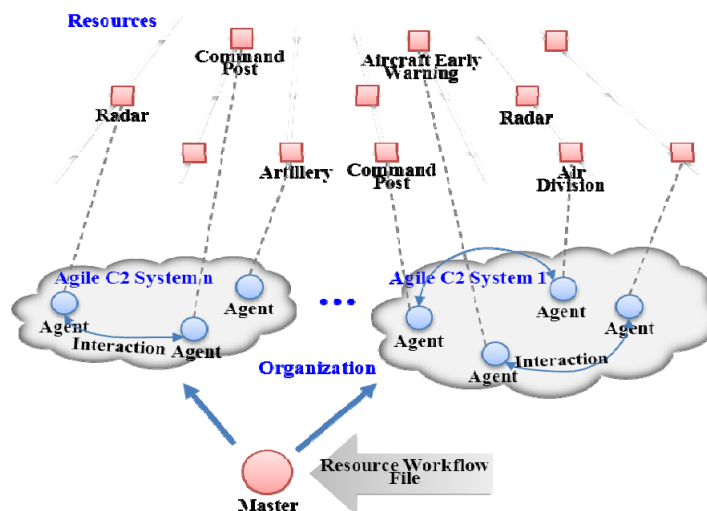 Resources
Command
Post
Aircraft Early
Warning
Radar
Radar
Artillery
Command
Post
Air
Division
Agile C2 System n
Agile C2 System 1
Agent
Agent
Agent
Agent
Interaction
Agent
Agent
Agent
Interaction
...
Organization
Resource Workflow
File
Master